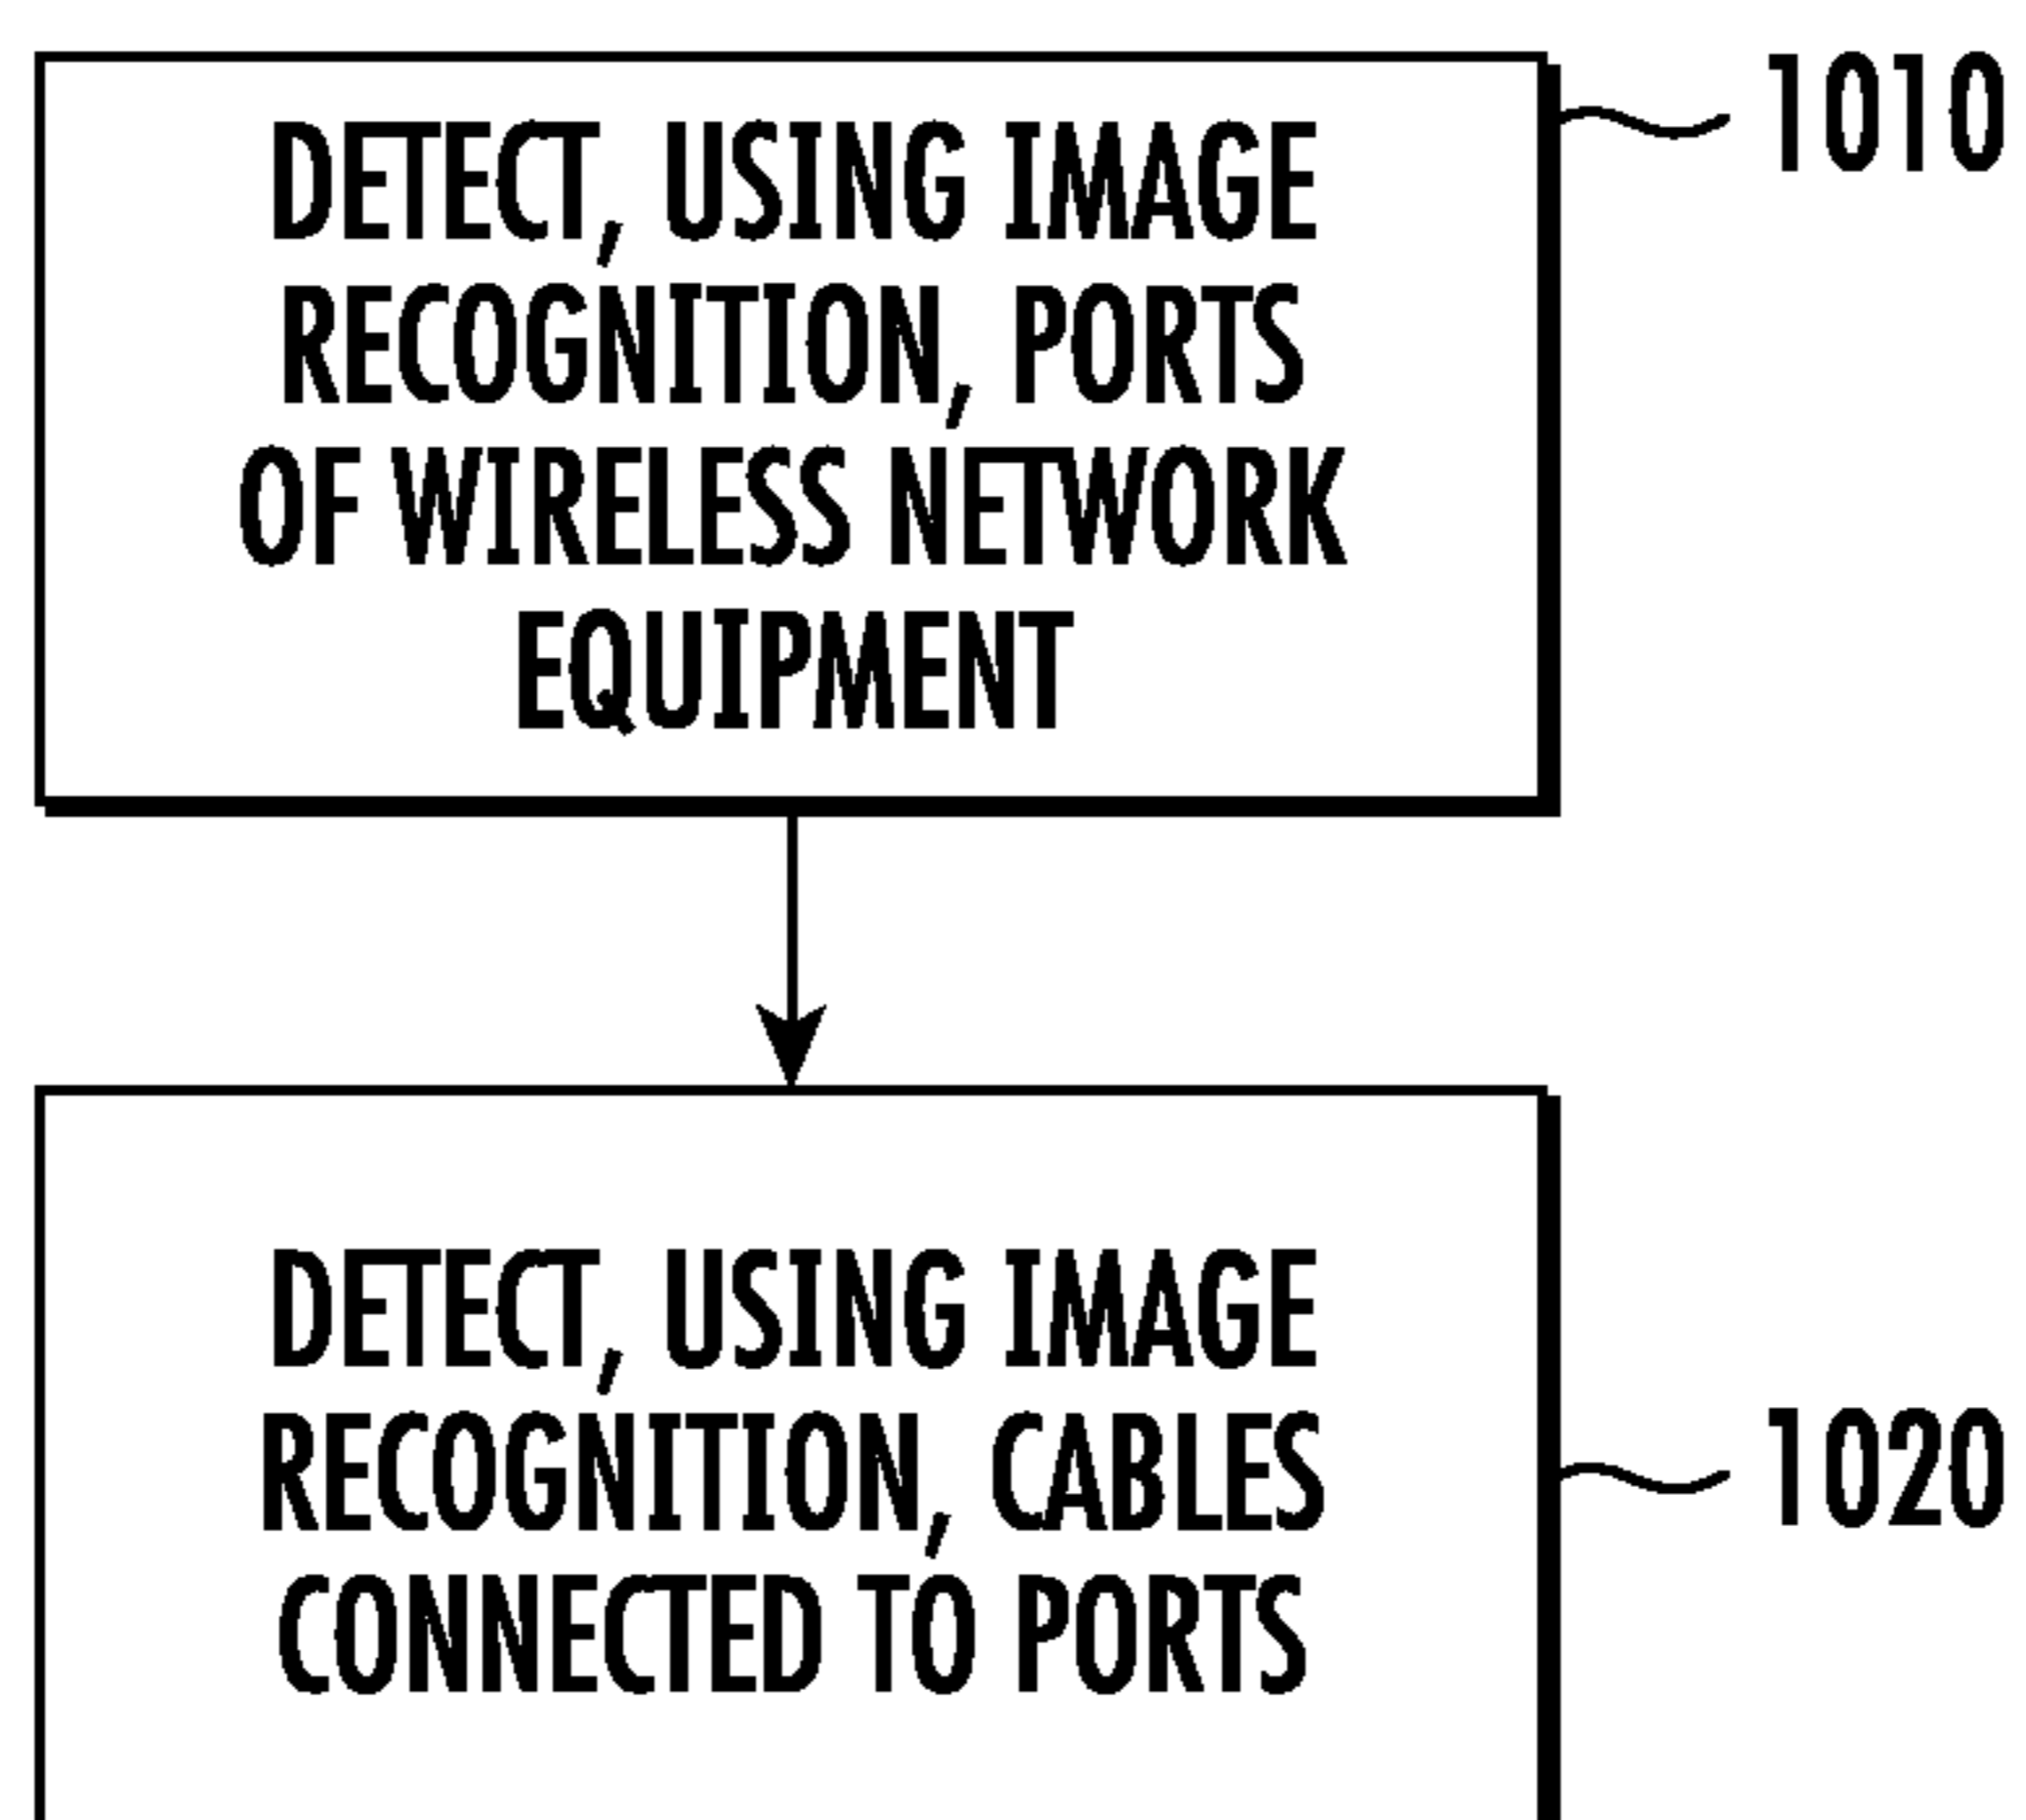 1010
DETECT, USING IMAGE
RECOGNITION, PORTS
OF WIRELESS NETWORK
EQUIPMENT
DETECT, USING IMAGE
RECOGNITION, CABLES
CONNECTED TO PORTS
1020